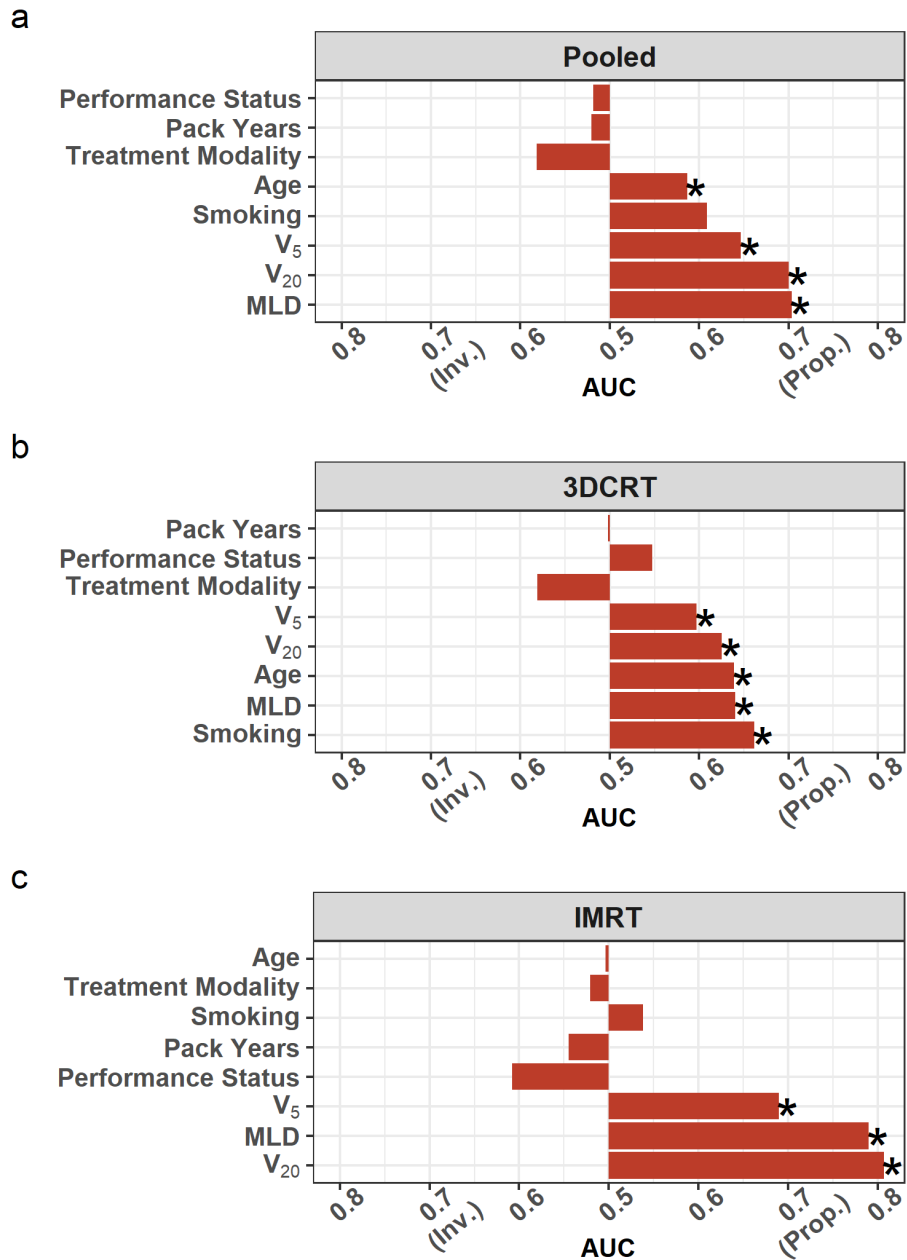 a
Pooled
Performance Status
Pack Years
Treatment Modality
Age
*
Smoking
V5
*
V20
*
MLD
*
0.8
0.7
(Inv.)
0.6
0.5
0.6
0.7
(Prop.)
0.8
AUC
b
3DCRT
Pack Years
Performance Status
Treatment Modality
V5
*
V20
*
Age
*
MLD
*
Smoking
*
0.8
0.7
(Inv.)
0.6
0.5
0.6
0.7
(Prop.)
0.8
AUC
c
IMRT
Age
Treatment Modality
Smoking
Pack Years
Performance Status
V5
*
MLD
*
V20
*
0.8
0.7
(Inv.)
0.6
0.5
0.6
0.7
(Prop.)
0.8
AUC